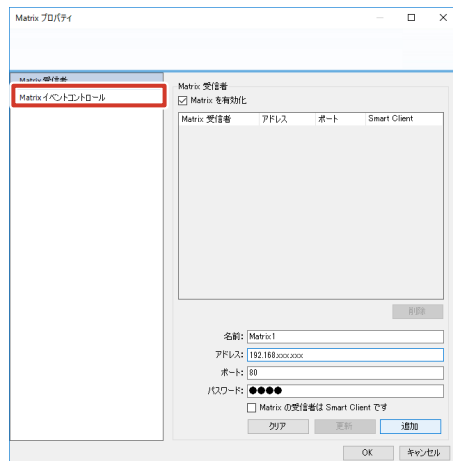 Matrix プロパティ
Matrix 受信者
Matrix イベントコントロール
Matrix 受信者
Matrix を有効化
Matrix 受信者 アドレス ポート Smart Client
削除
名前: Matrix1
アドレス: 192.168.xxx.xxx
ポート: 80
パスワード: ●●●●
Matrix の受信者は Smart Client です
クリア 更新 追加
OK キャンセル